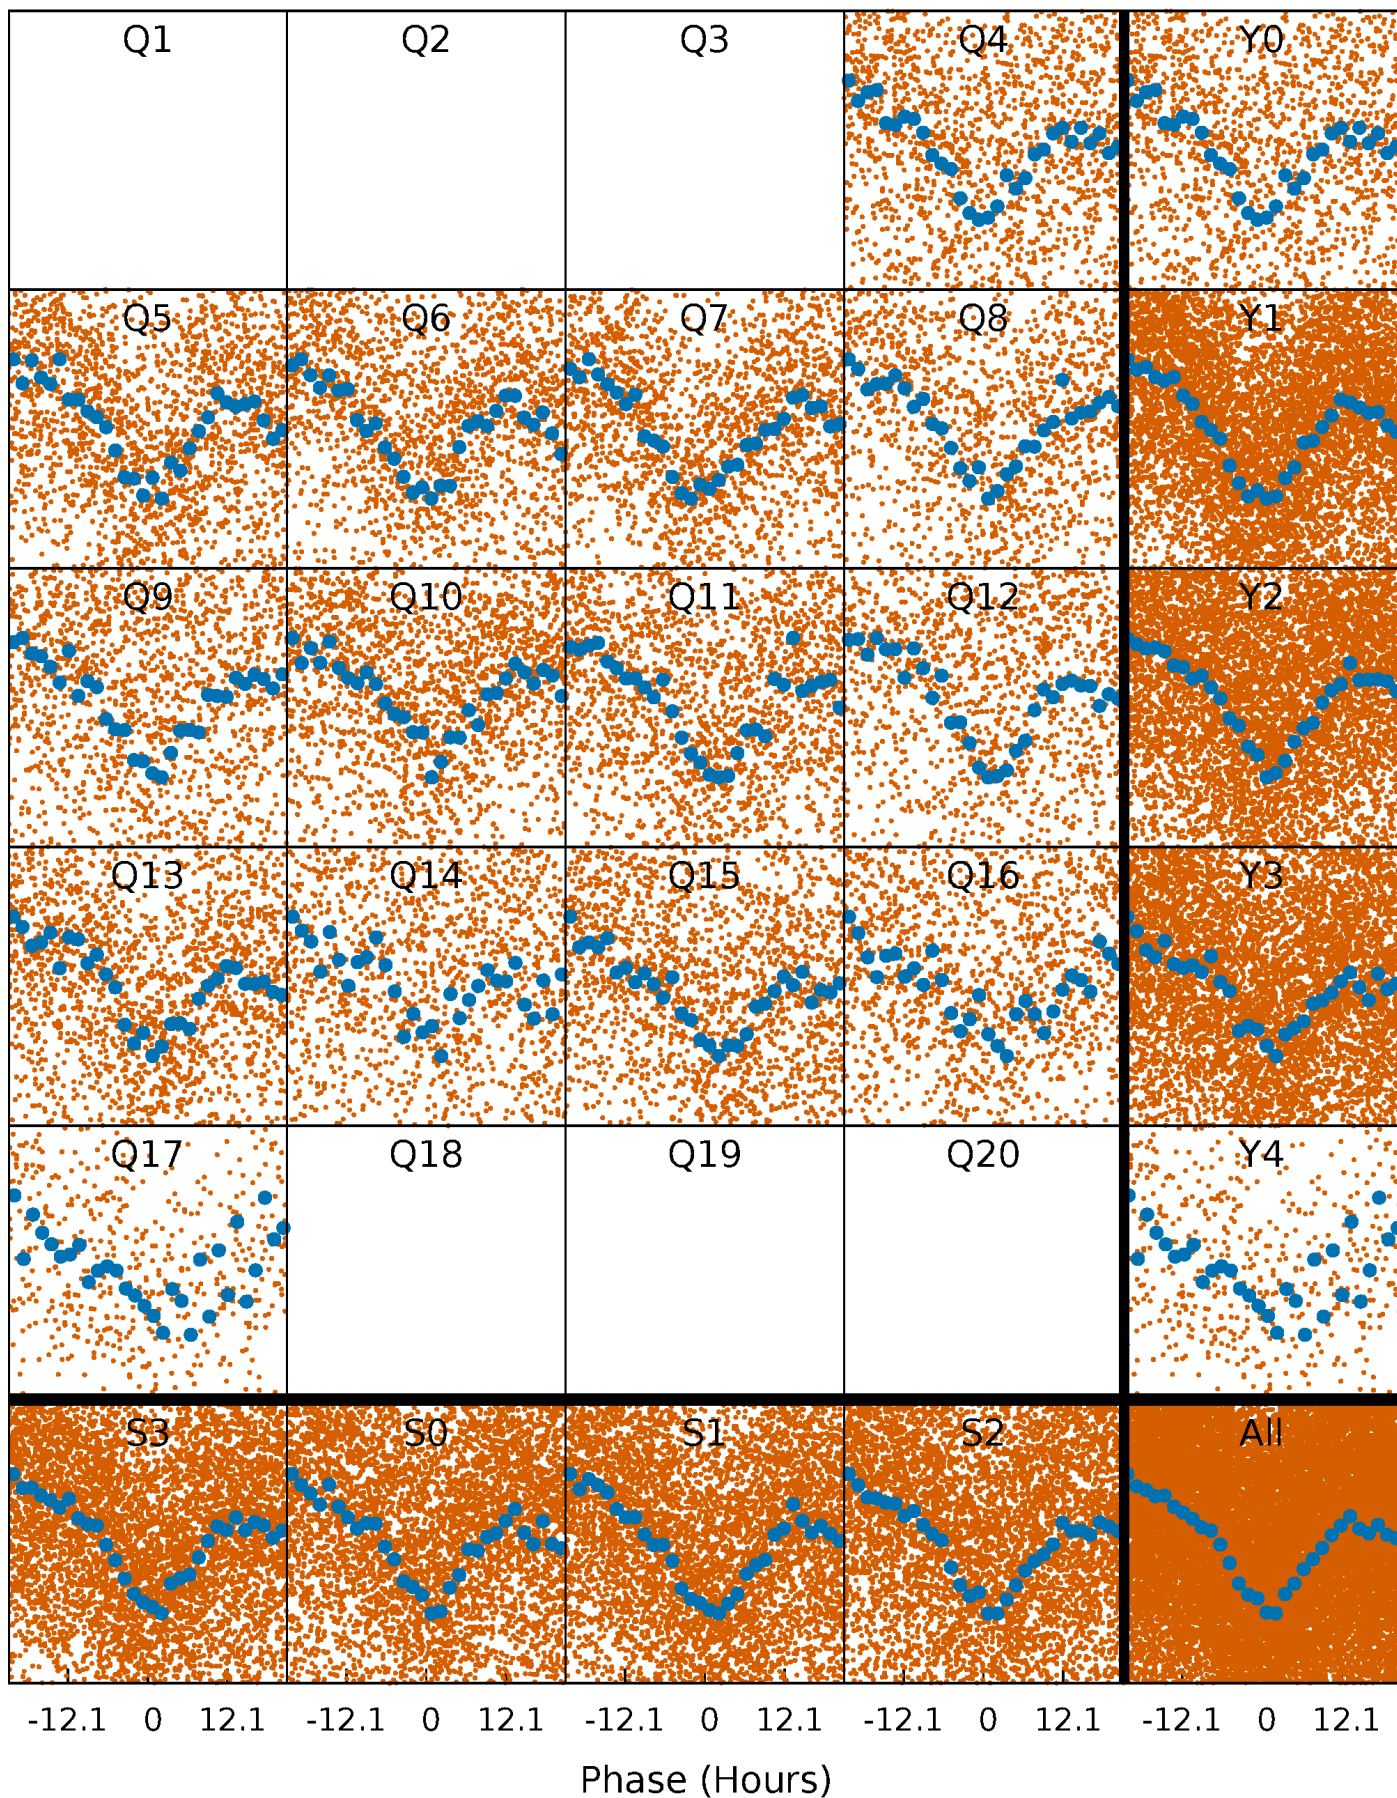 Q1 Q2 Q3 Q4 Y0
Q5 Q6 Q7 Q8 Y1
Q9 Q10 Q11 Q12 Y2
Q13 Q14 Q15 Q16 Y3
Q17 Q18 Q19 Q20 Y4
S3 S0 S1 S2 All
-12.1 0 12.1 -12.1 0 12.1 -12.1 0 12.1 -12.1 0 12.1 -12.1 0 12.1
Phase (Hours)